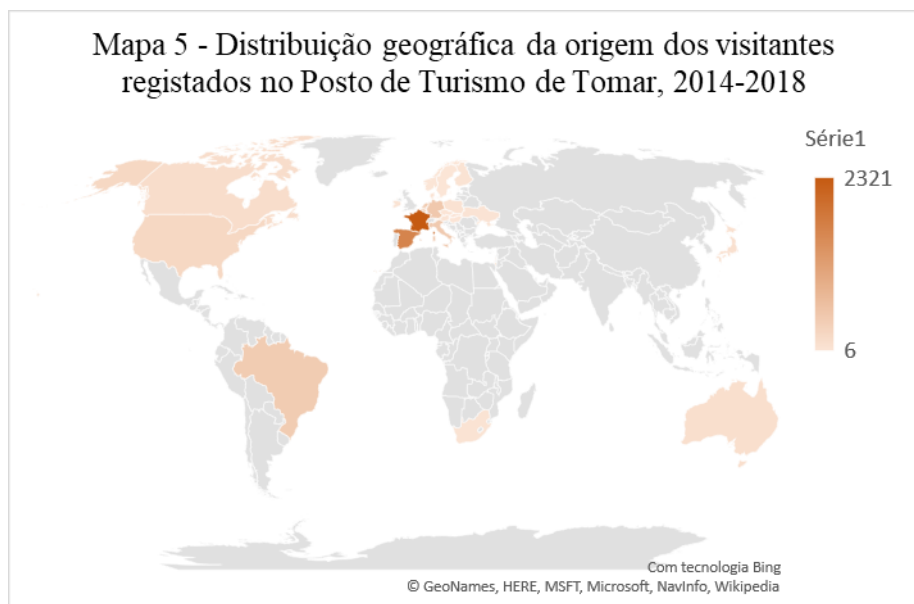 Mapa 5 - Distribuição geográfica da origem dos visitantes
registados no Posto de Turismo de Tomar, 2014-2018
Série1
2321
6
Com tecnologia Bing
© GeoNames, HERE, MSFT, Microsoft, NavInfo, Wikipedia